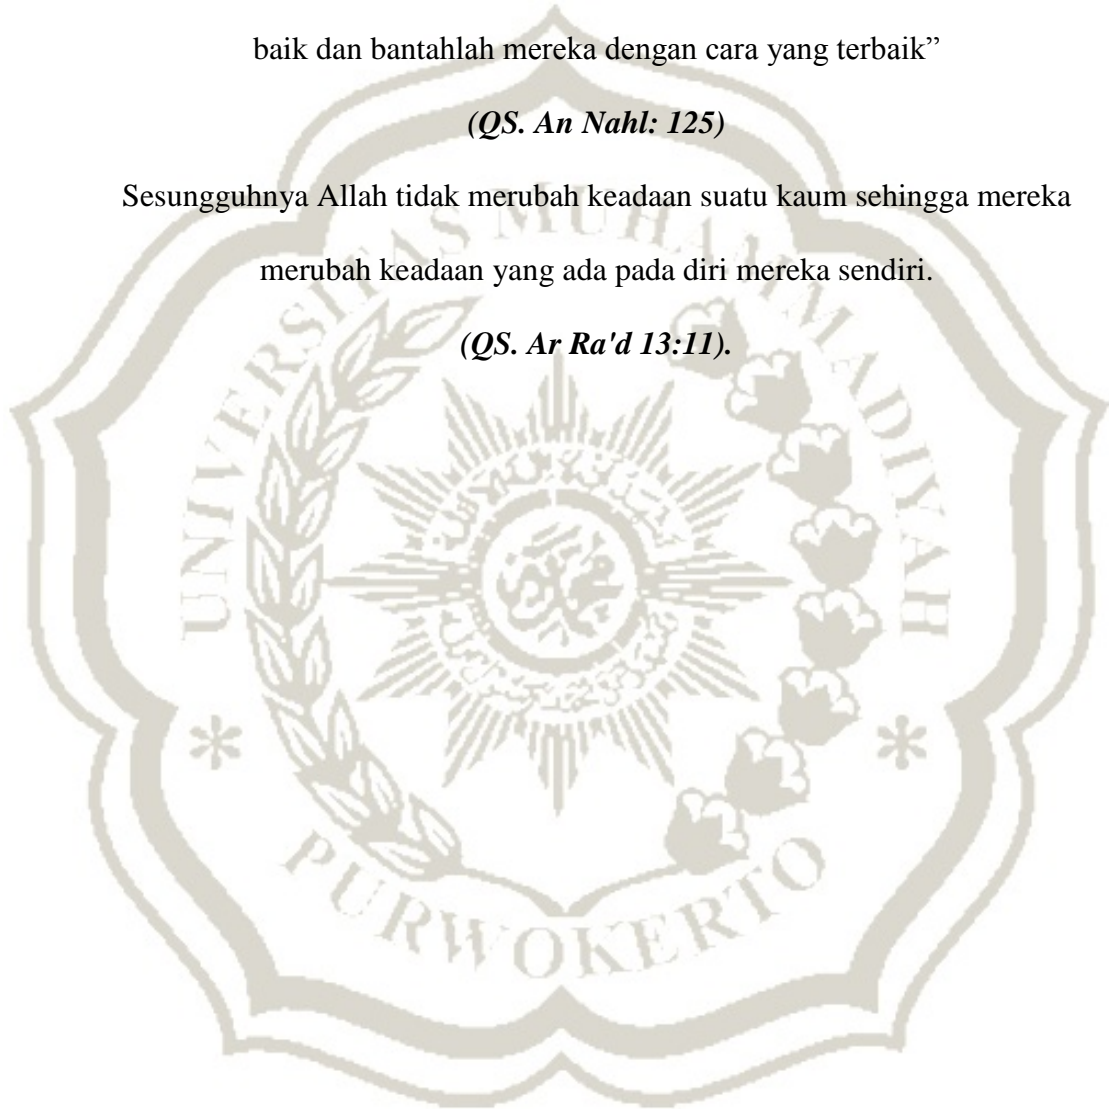 baik dan bantahlah mereka dengan cara yang terbaik”
(QS. An Nahl: 125)
Sesungguhnya Allah tidak merubah keadaan suatu kaum sehingga mereka
merubah keadaan yang ada pada diri mereka sendiri.
(QS. Ar Ra'd 13:11).
UNIVERSITAS MUHAMMADIYAH
PURWOKERTO